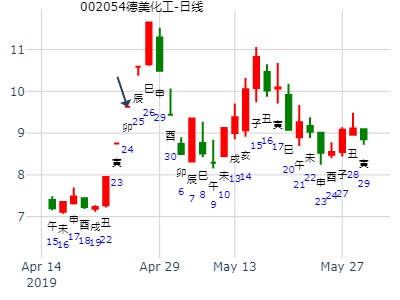 002054德美化工-日线
11
10
9
8
7
午 未 申 酉 戌 丑 寅 卯 辰 巳 午 申 酉 卯 辰 巳 午 申 戌 亥 子 丑 寅 巳 午 未 申 酉 子 丑 寅
15 16 17 18 19 22 23 24 25 26 29 30 6 7 8 9 10 13 14 15 16 17 20 21 22 23 24 27 28 29
Apr 14 Apr 29 May 13 May 27
2019